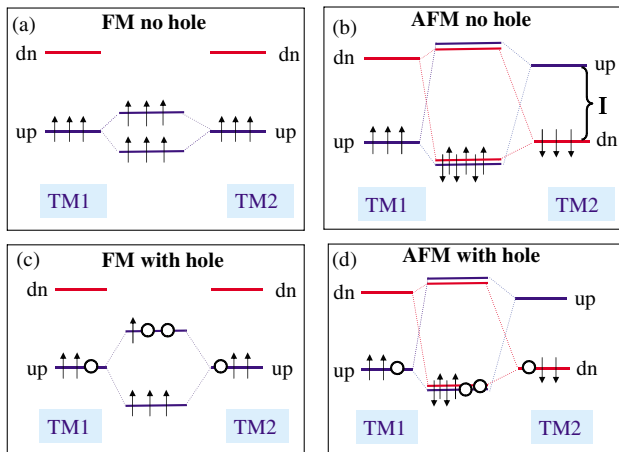 (a) FM no hole
dn dn
up up
TM1 TM2
(b) AFM no hole
dn up
I
up dn
TM1 TM2
(c) FM with hole
dn dn
up up
TM1 TM2
(d) AFM with hole
dn up
up dn
TM1 TM2